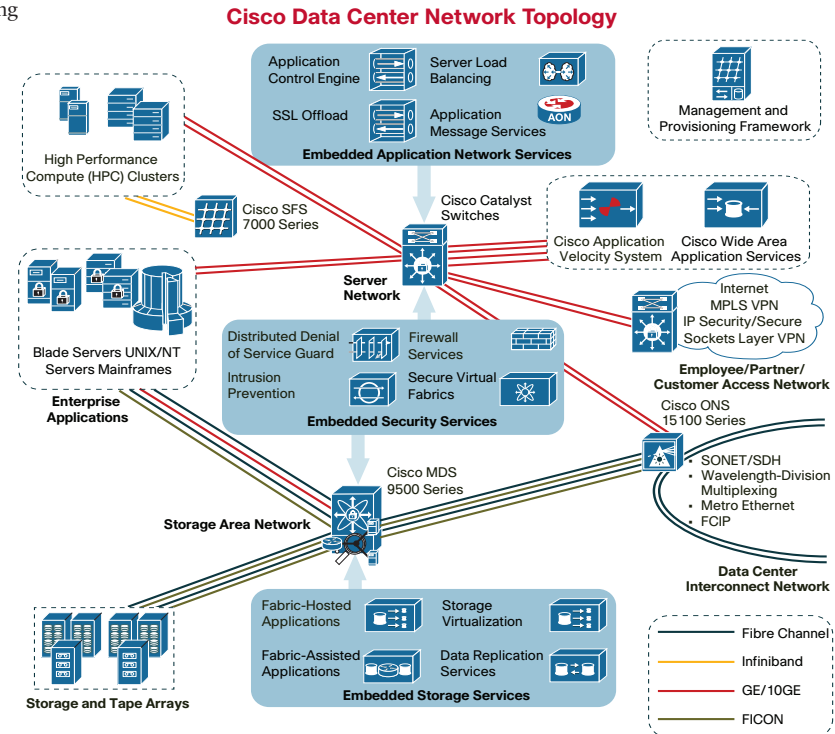 ing
Cisco Data Center Network Topology
Application
Control Engine
Server Load
Balancing
SSL Offload
Application
Message Services
AON
Embedded Application Network Services
Management and
Provisioning Framework
High Performance
Compute (HPC) Clusters
Cisco SFS
7000 Series
Cisco Catalyst
Switches
Server
Network
Cisco Application
Velocity System
Cisco Wide Area
Application Services
Internet
MPLS VPN
IP Security/Secure
Sockets Layer VPN
Employee/Partner/
Customer Access Network
Blade Servers UNIX/NT
Servers Mainframes
Enterprise
Applications
Distributed Denial
of Service Guard
Firewall
Services
Intrusion
Prevention
Secure Virtual
Fabrics
Embedded Security Services
Cisco ONS
15100 Series
▪ SONET/SDH
▪ Wavelength-Division
Multiplexing
▪ Metro Ethernet
▪ FCIP
Data Center
Interconnect Network
Cisco MDS
9500 Series
Storage Area Network
Storage and Tape Arrays
Fabric-Hosted
Applications
Storage
Virtualization
Fabric-Assisted
Applications
Data Replication
Services
Embedded Storage Services
Fibre Channel
Infiniband
GE/10GE
FICON